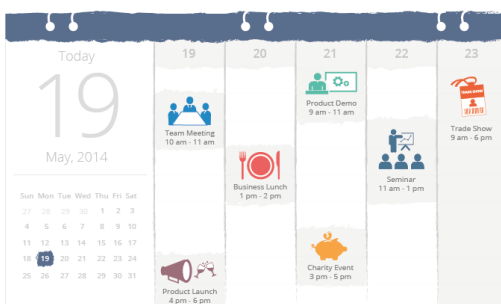 Today
19
May, 2014
Sun Mon Tue Wed Thu Fri Sat
27 28 29 30 1 2 3
4 5 6 7 8 9 10
11 12 13 14 15 16 17
18 19 20 21 22 23 24
25 26 27 28 29 30 31
19
Team Meeting
10 am - 11 am
Product Launch
4 pm - 6 pm
20
Business Lunch
1 pm - 2 pm
21
Product Demo
9 am - 11 am
Charity Event
3 pm - 5 pm
22
Seminar
11 am - 1 pm
23
Trade Show
9 am - 6 pm